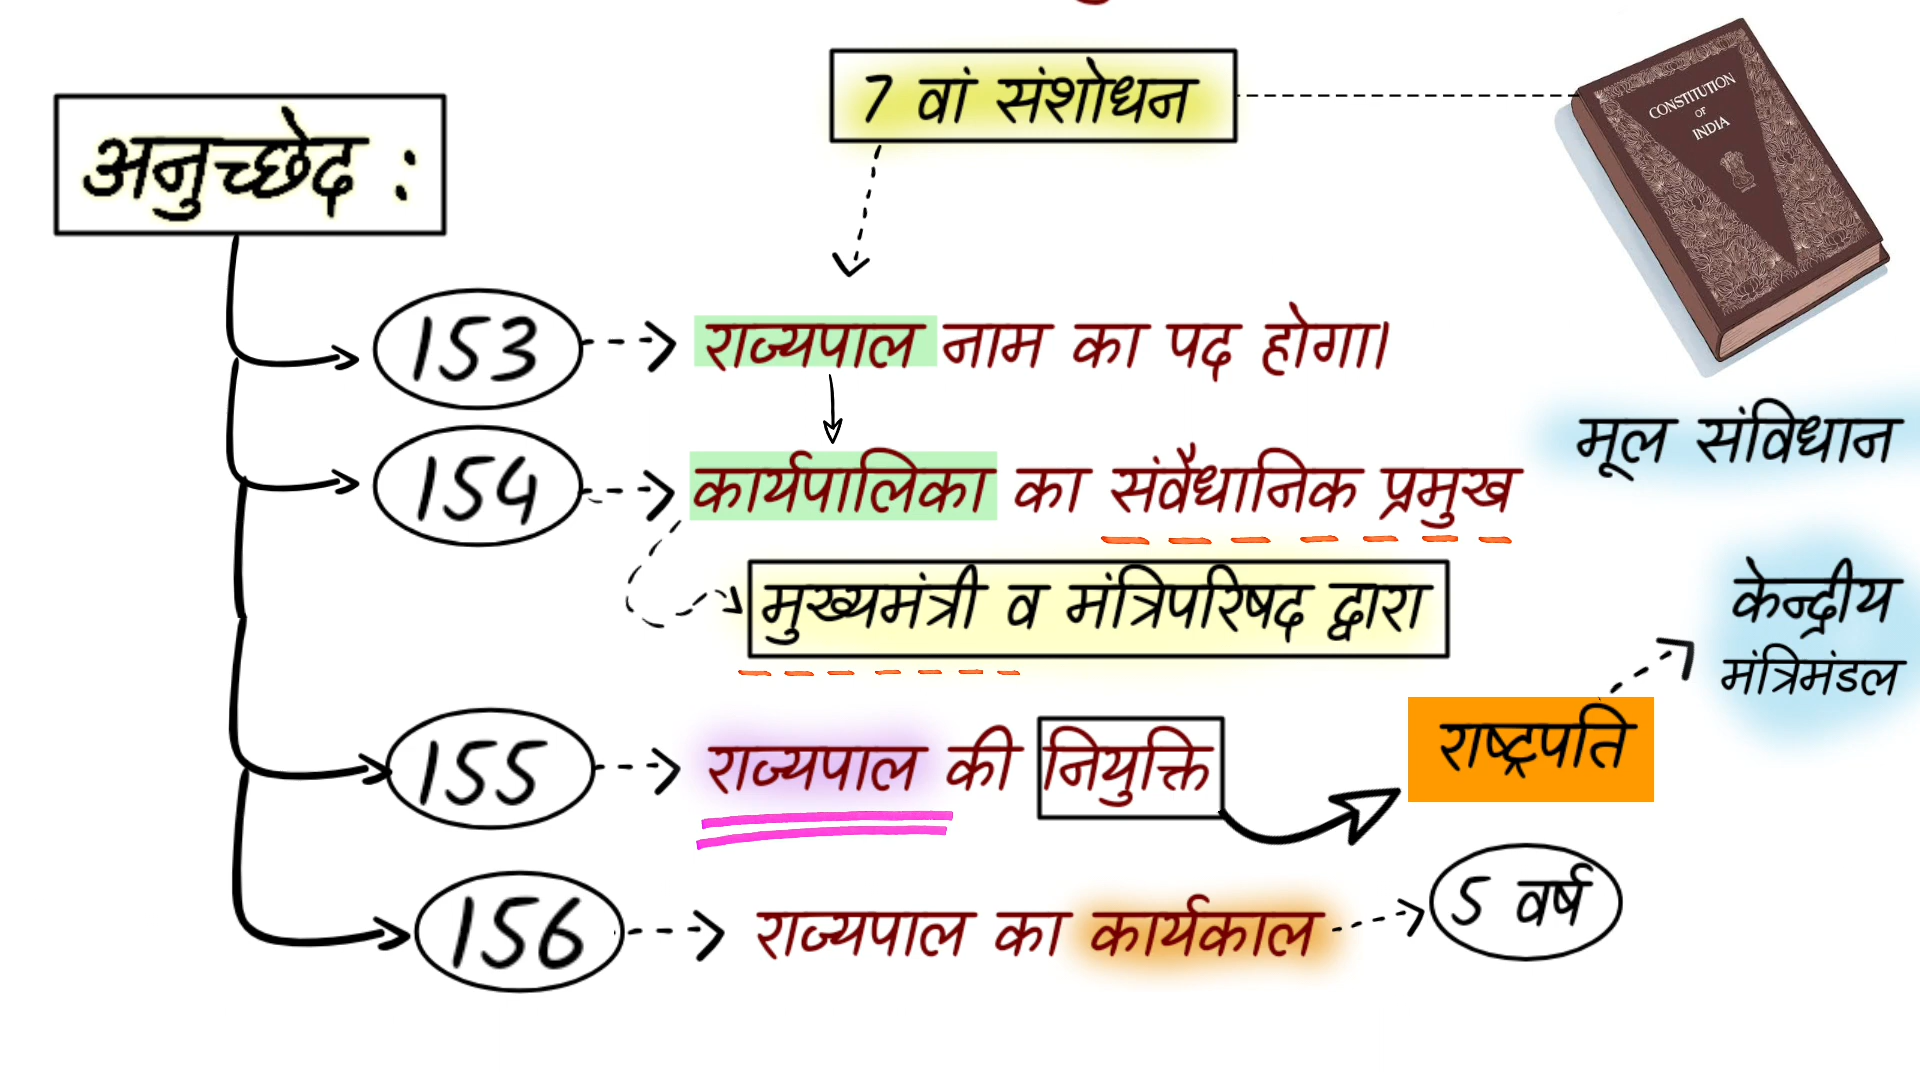 7 वां संशोधन
CONSTITUTION
OF
INDIA
अनुच्छेद :
153 राज्यपाल नाम का पद होगा।
मूल संविधान
154 कार्यपालिका का संवैधानिक प्रमुख
मुख्यमंत्री व मंत्रिपरिषद द्वारा
केन्द्रीय
मंत्रिमंडल
155 राज्यपाल की नियुक्ति राष्ट्रपति
156 राज्यपाल का कार्यकाल 5 वर्ष